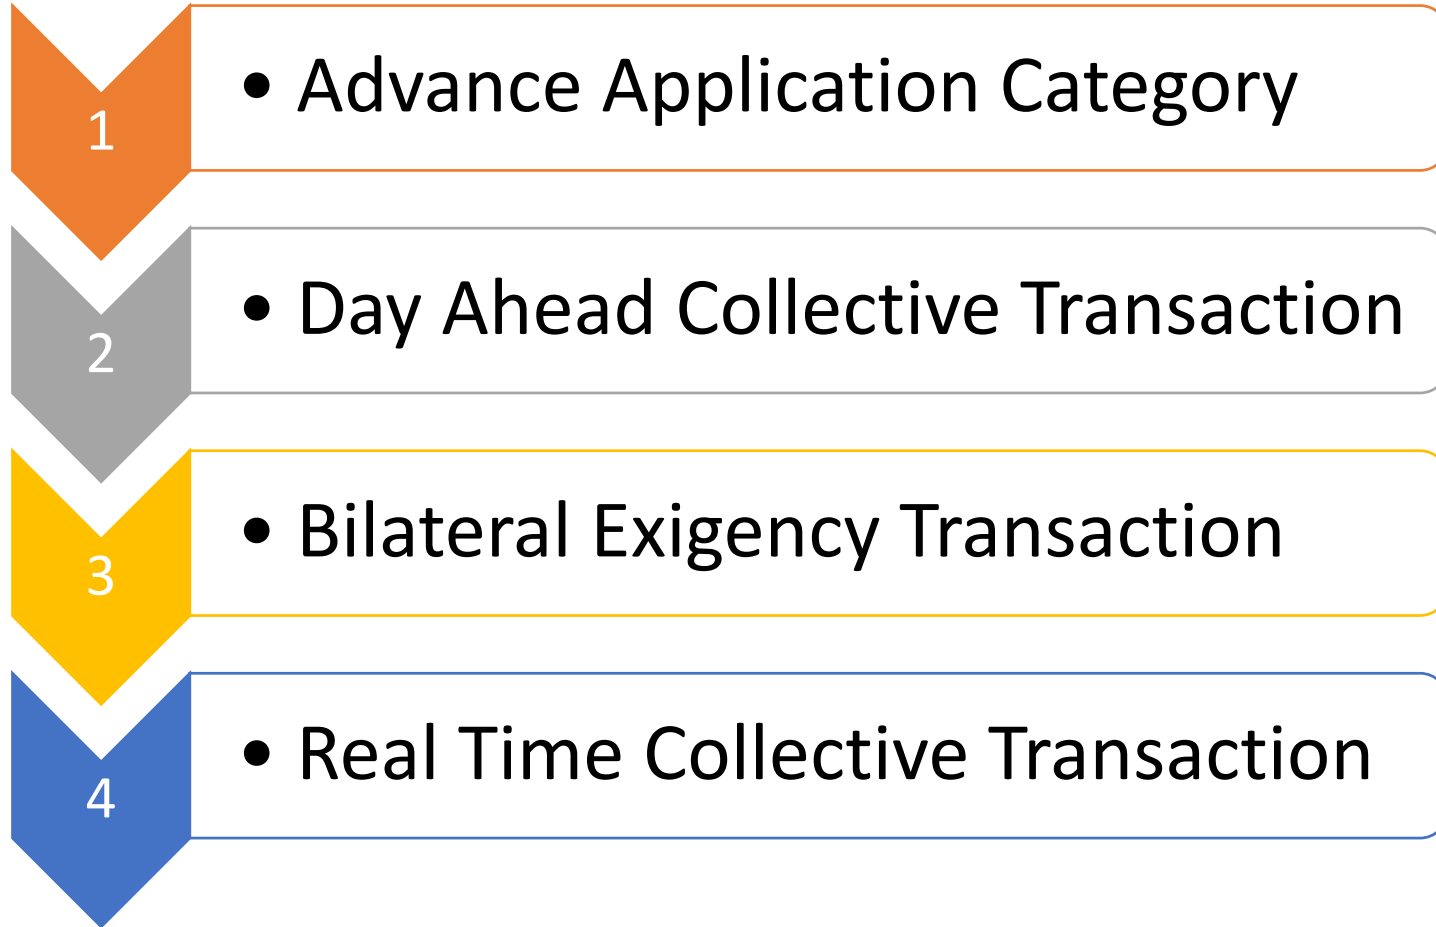 1
• Advance Application Category
2
• Day Ahead Collective Transaction
3
• Bilateral Exigency Transaction
4
• Real Time Collective Transaction